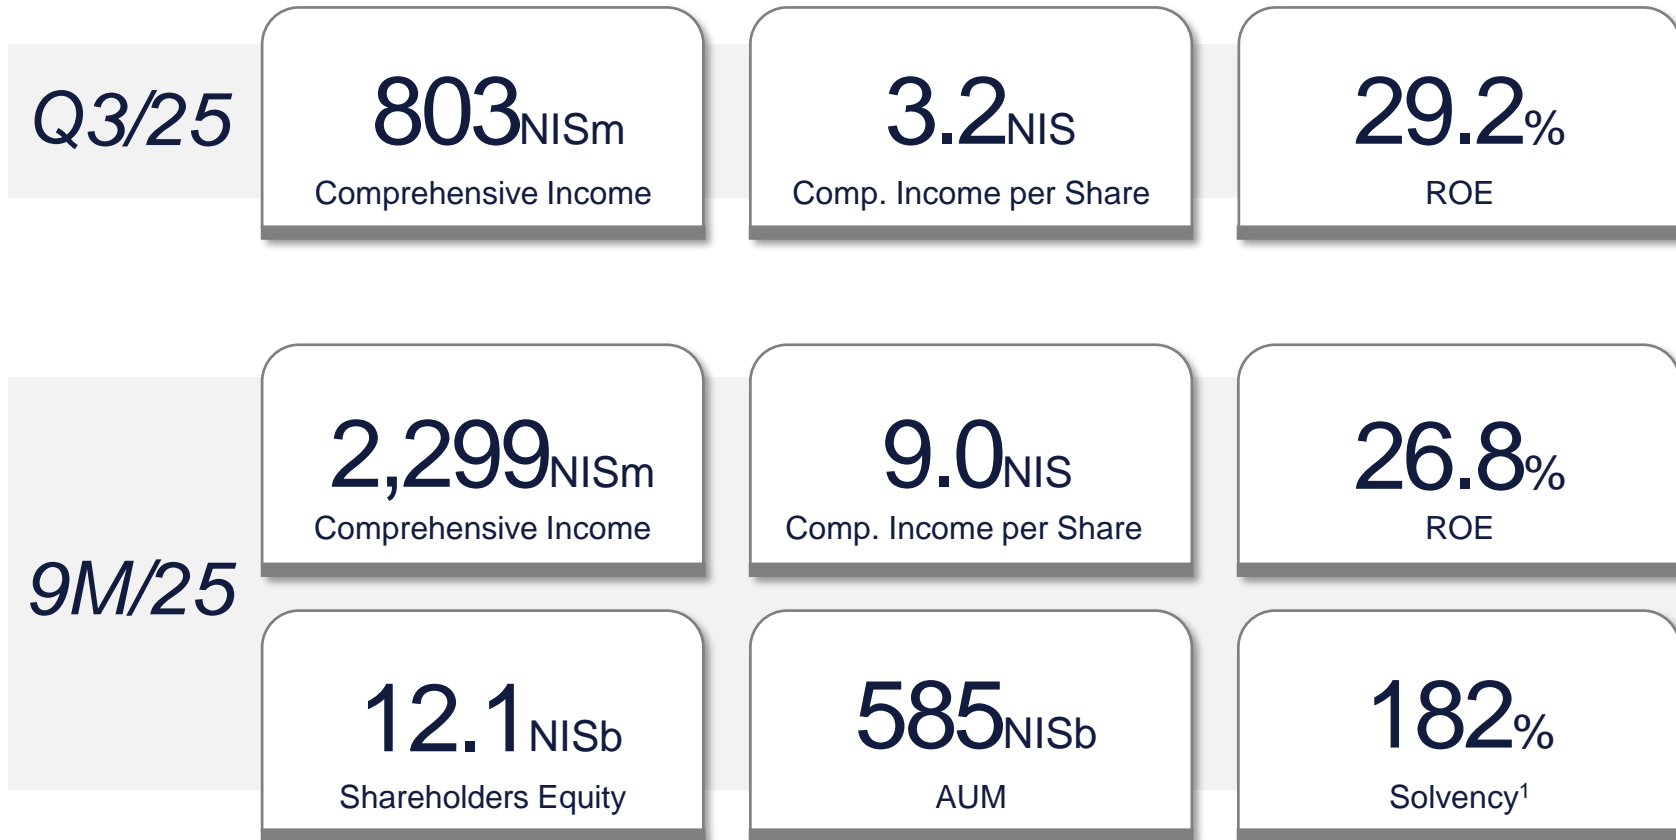 Q3/25
803NISm
Comprehensive Income
3.2NIS
Comp. Income per Share
29.2%
ROE
9M/25
2,299NISm
Comprehensive Income
9.0NIS
Comp. Income per Share
26.8%
ROE
12.1NISb
Shareholders Equity
585NISb
AUM
182%
Solvency¹